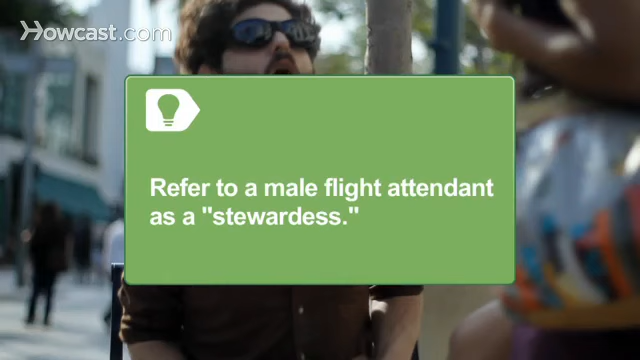 Howcast.com
Refer to a male flight attendant
as a "stewardess."